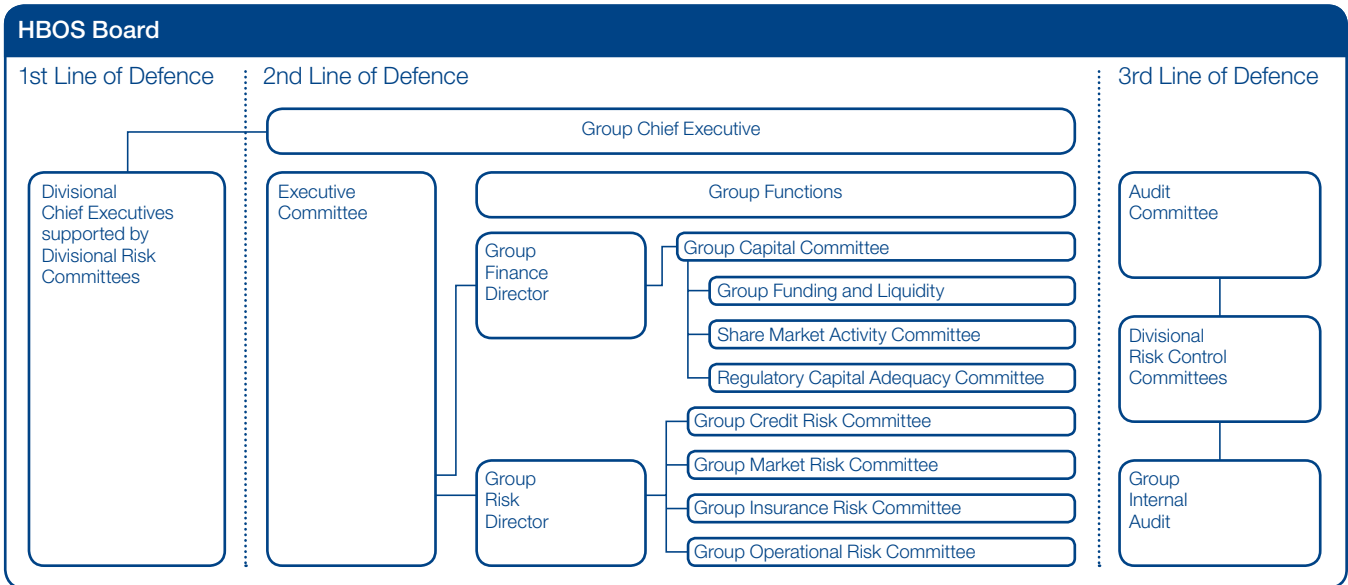 HBOS Board
1st Line of Defence
2nd Line of Defence
3rd Line of Defence
Group Chief Executive
Divisional
Chief Executives
supported by
Divisional Risk
Committees
Executive
Committee
Group Functions
Group
Finance
Director
Group Capital Committee
Group Funding and Liquidity
Share Market Activity Committee
Regulatory Capital Adequacy Committee
Group
Risk
Director
Group Credit Risk Committee
Group Market Risk Committee
Group Insurance Risk Committee
Group Operational Risk Committee
Audit
Committee
Divisional
Risk Control
Committees
Group
Internal
Audit